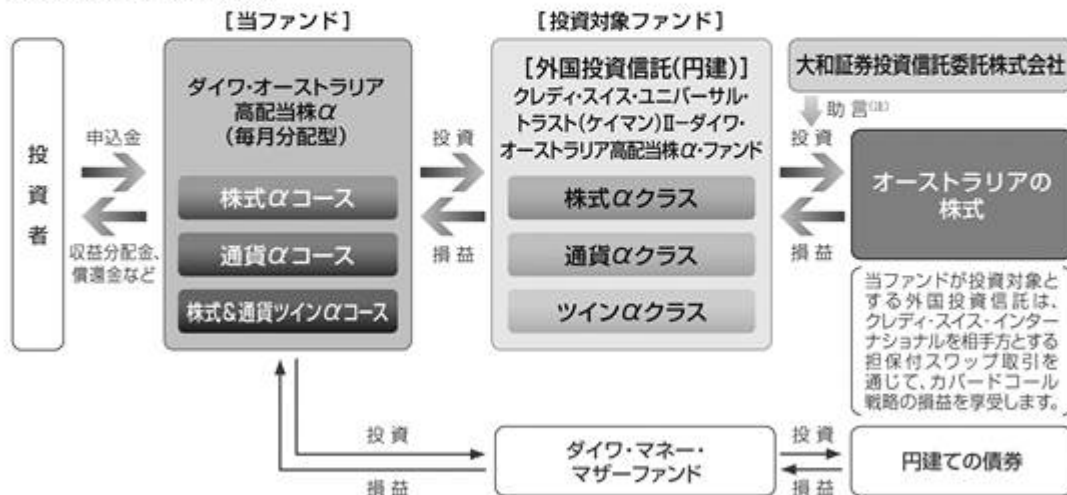 [当ファンド]
[投資対象ファンド]
投資者
申込金
収益分配金、
償還金など
ダイワ・オーストラリア
高配当株α
(毎月分配型)
株式αコース
通貨αコース
株式&通貨ツインαコース
投資
損益
[外国投資信託(円建)]
クレディ・スイス・ユニバーサル・
トラスト(ケイマン)Ⅱーダイワ・
オーストラリア高配当株α・ファンド
株式αクラス
通貨αクラス
ツインαクラス
大和証券投資信託委託株式会社
助言(注)
投資
損益
オーストラリアの
株式
当ファンドが投資対象と
する外国投資信託は、
クレディ・スイス・インター
ナショナルを相手方とする
担保付スワップ取引を
通じて、カバードコール
戦略の損益を享受します。
投資
損益
ダイワ・マネー・
マザーファンド
投資
損益
円建ての債券